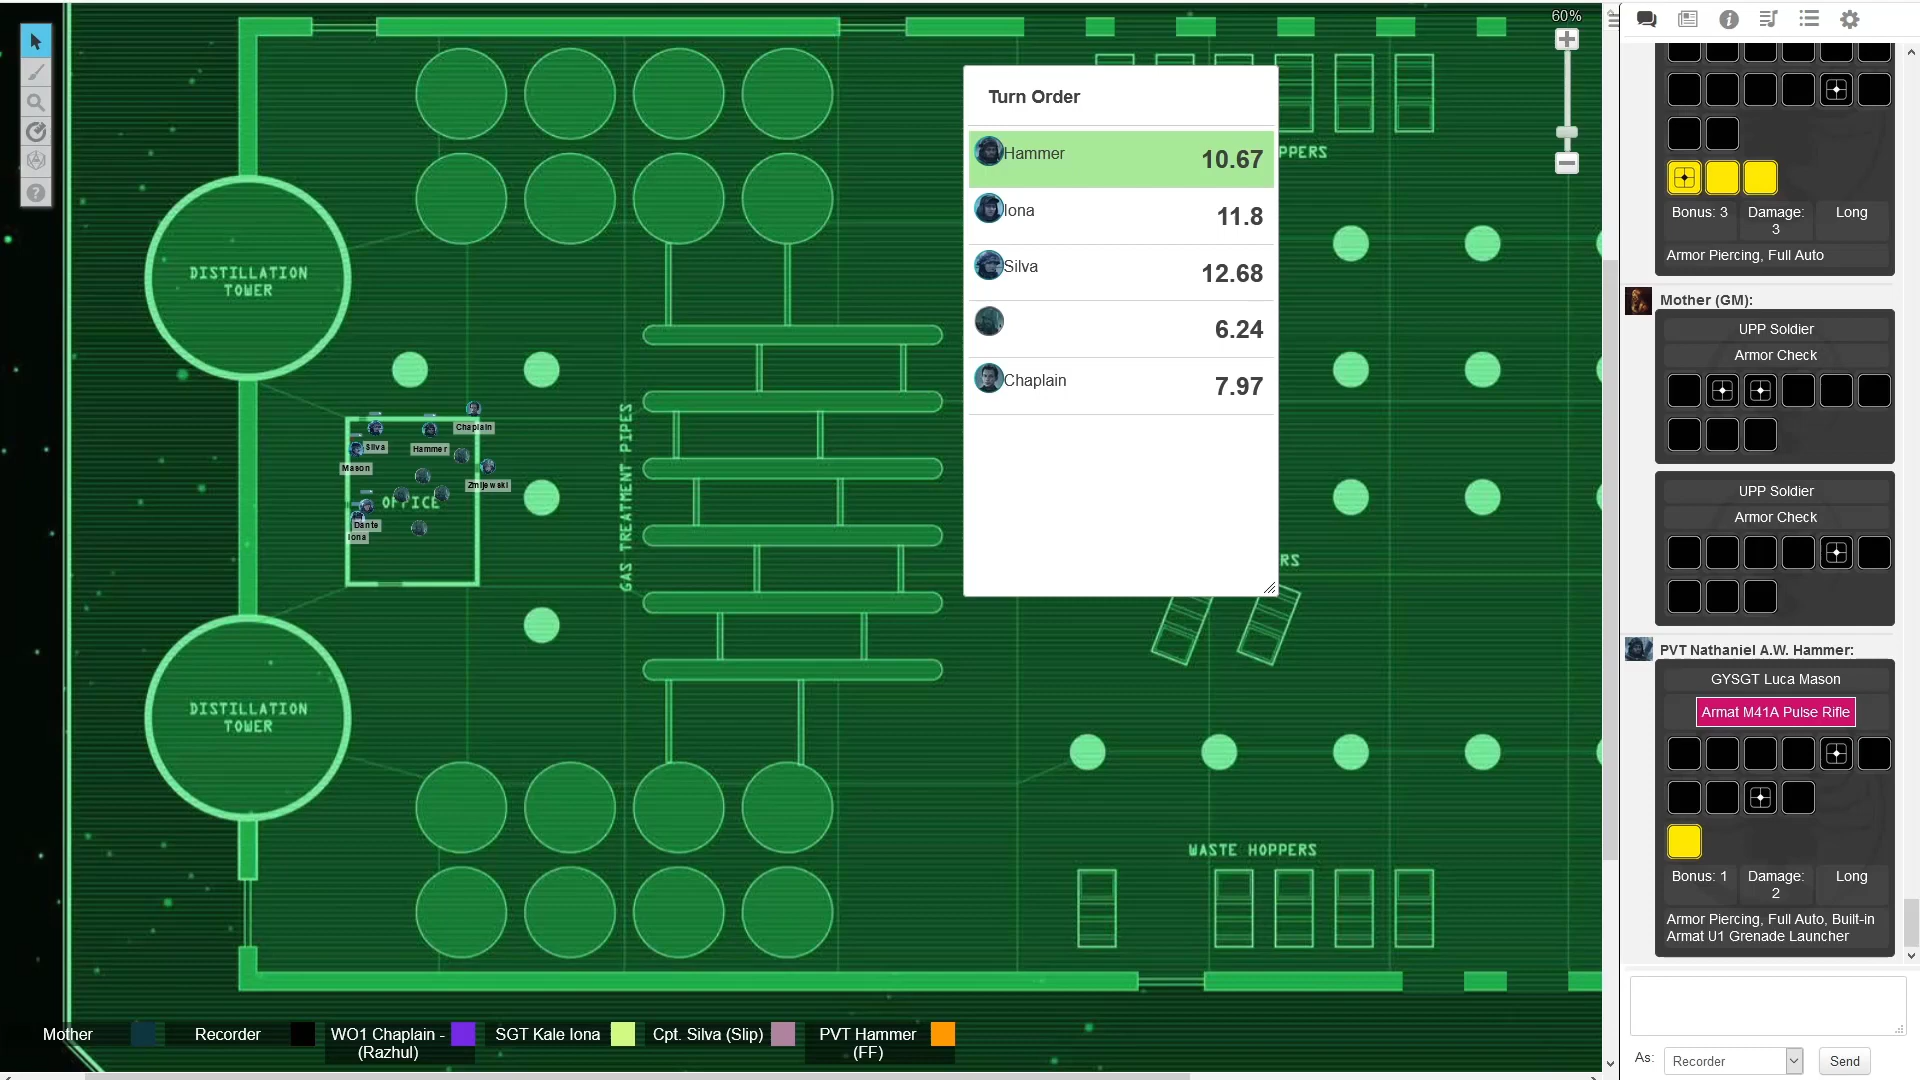 60%
Turn Order
Hammer 10.67
Iona 11.8
Silva 12.68
6.24
Chaplain 7.97
PPERS
RS
DISTILLATION
TOWER
Chaplain
Silva
Hammer
Mason
Zmijewski
OFFICE
Dante
Iona
GAS TREATMENT PIPES
DISTILLATION
TOWER
WASTE HOPPERS
Mother
Recorder
WO1 Chaplain -
(Razhul)
SGT Kale Iona
Cpt. Silva (Slip)
PVT Hammer
(FF)
Bonus: 3
Damage:
3
Long
Armor Piercing, Full Auto
Mother (GM):
UPP Soldier
Armor Check
UPP Soldier
Armor Check
PVT Nathaniel A.W. Hammer:
GYSGT Luca Mason
Armat M41A Pulse Rifle
Bonus: 1
Damage:
2
Long
Armor Piercing, Full Auto, Built-in
Armat U1 Grenade Launcher
As:
Recorder
Send